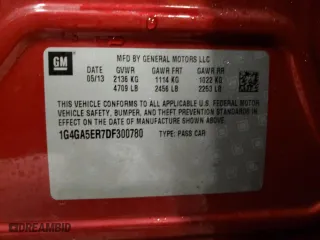 GM
MFD BY GENERAL MOTORS LLC
DATE GVWR GAWR FRT GAWR RR
05/13 2136 KG 1114 KG 1022 KG
4709 LB 2456 LB 2253 LB
THIS VEHICLE CONFORMS TO ALL APPLICABLE U.S. FEDERAL MOTOR
VEHICLE SAFETY, BUMPER, AND THEFT PREVENTION STANDARDS
IN EFFECT ON THE DATE OF MANUFACTURE SHOWN ABOVE.
1G4GA5ER7DF300780 TYPE: PASS CAR
DREAMBID